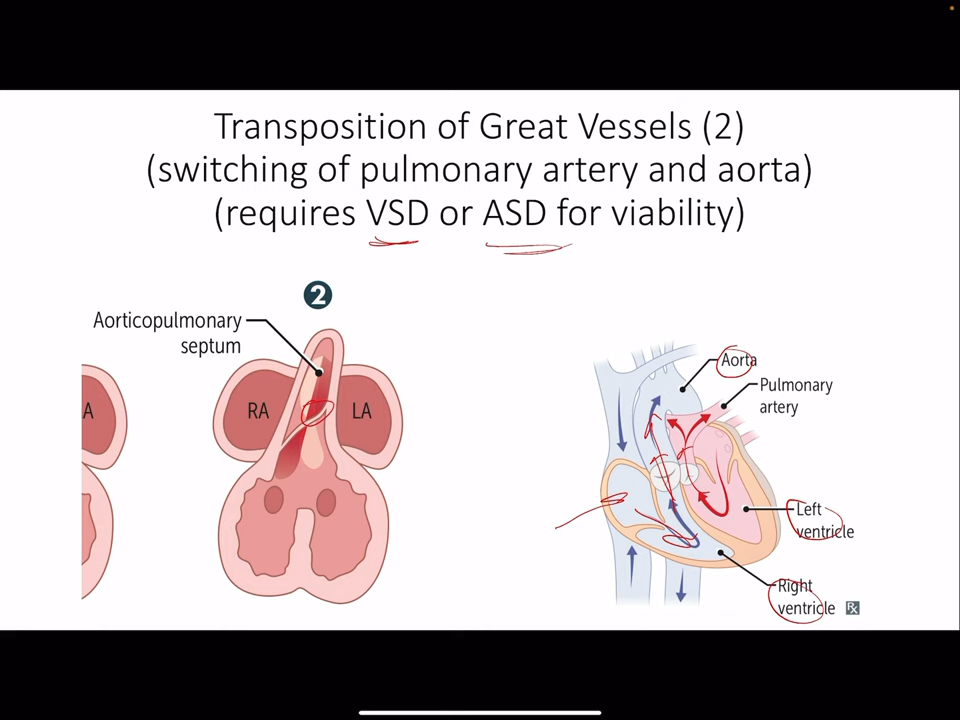 Transposition of Great Vessels (2)
(switching of pulmonary artery and aorta)
(requires VSD or ASD for viability)
2
Aorticopulmonary
septum
A
RA
LA
Aorta
Pulmonary
artery
Left
ventricle
Right
ventricle
Rx